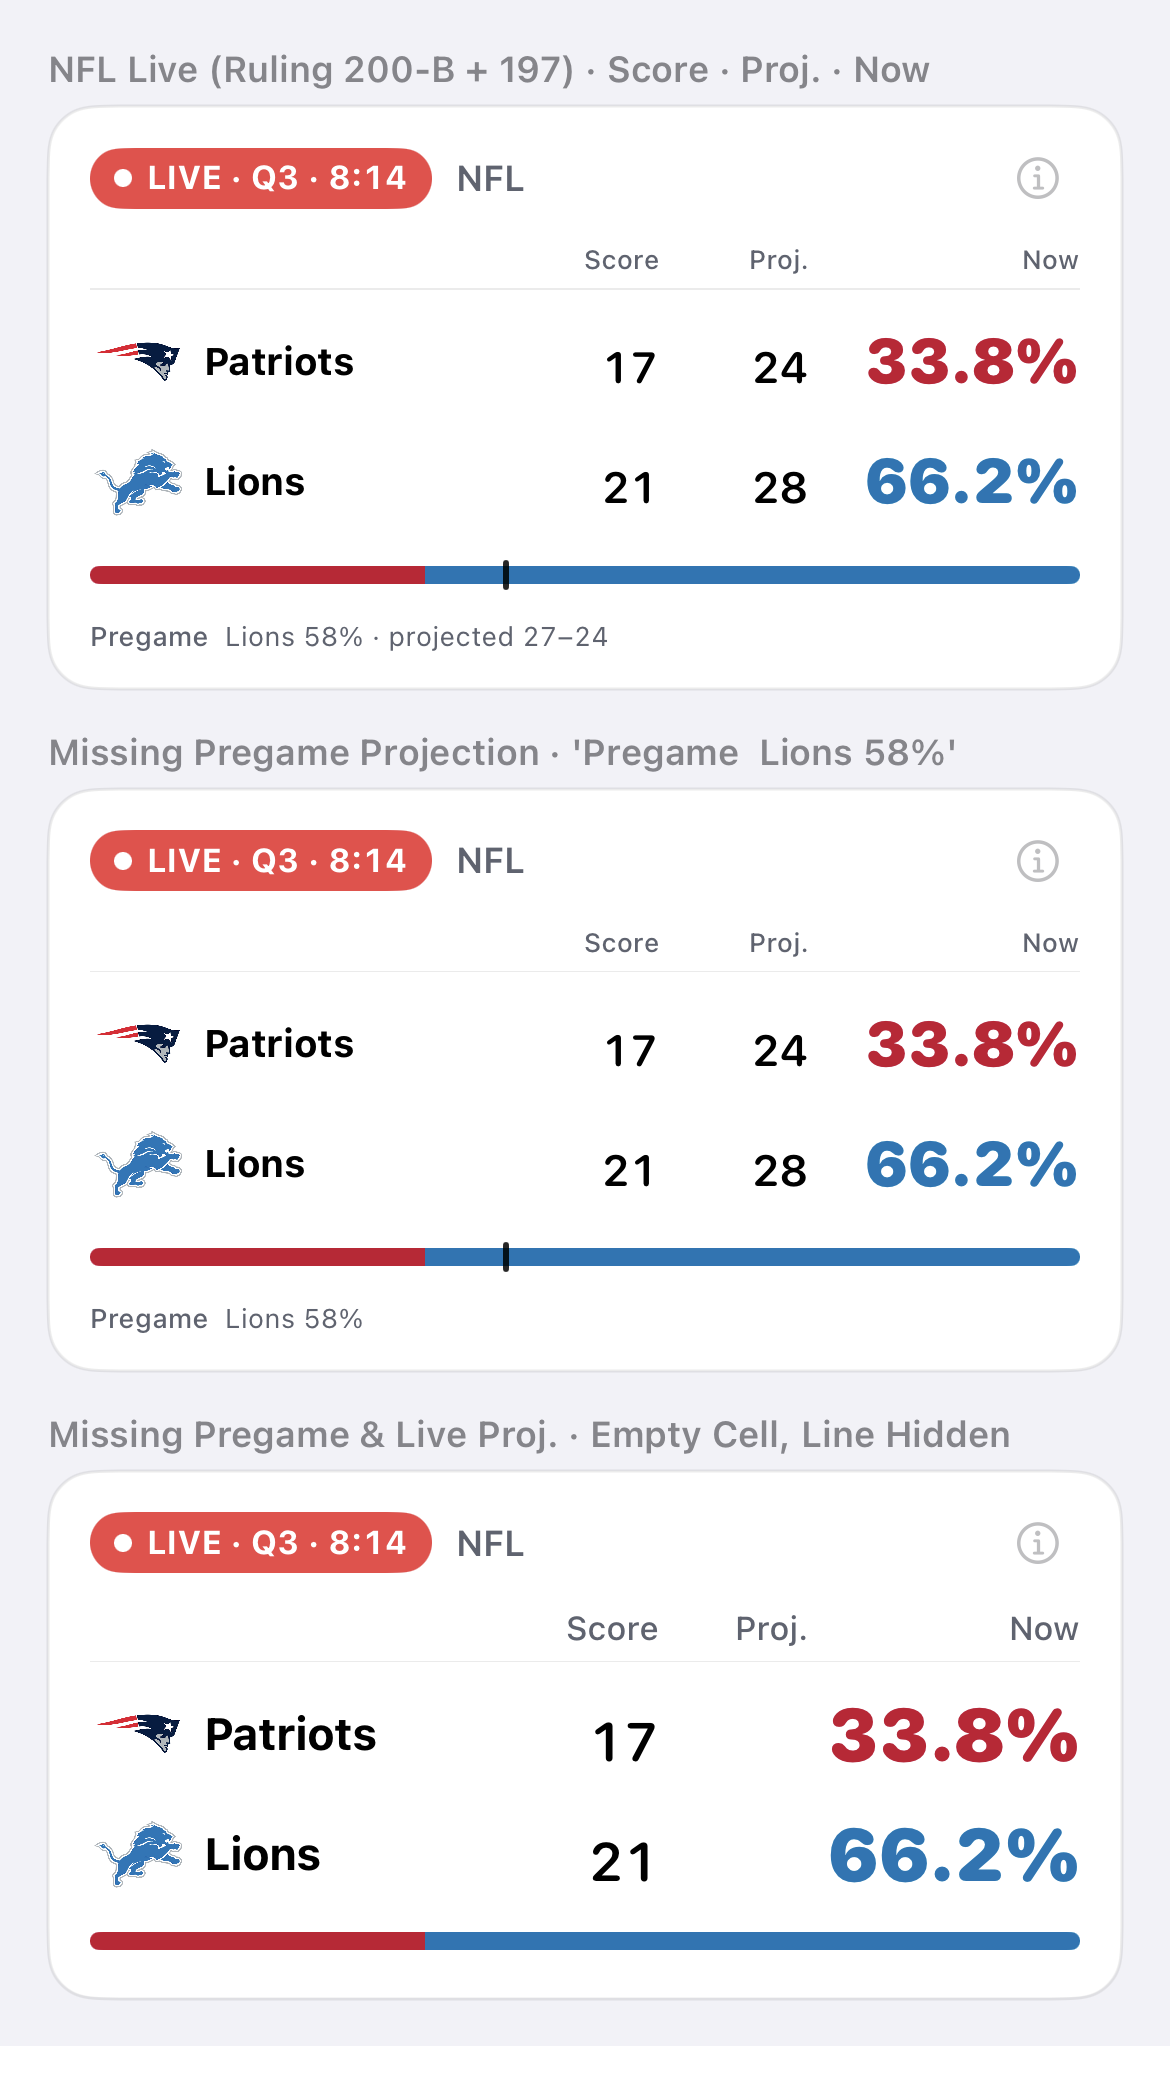 NFL Live (Ruling 200-B + 197) · Score · Proj. · Now
LIVE · Q3 · 8:14 NFL
Score Proj. Now
Patriots 17 24 33.8%
Lions 21 28 66.2%
Pregame Lions 58% · projected 27–24
Missing Pregame Projection · 'Pregame  Lions 58%'
LIVE · Q3 · 8:14 NFL
Score Proj. Now
Patriots 17 24 33.8%
Lions 21 28 66.2%
Pregame Lions 58%
Missing Pregame & Live Proj. · Empty Cell, Line Hidden
LIVE · Q3 · 8:14 NFL
Score Proj. Now
Patriots 17 33.8%
Lions 21 66.2%